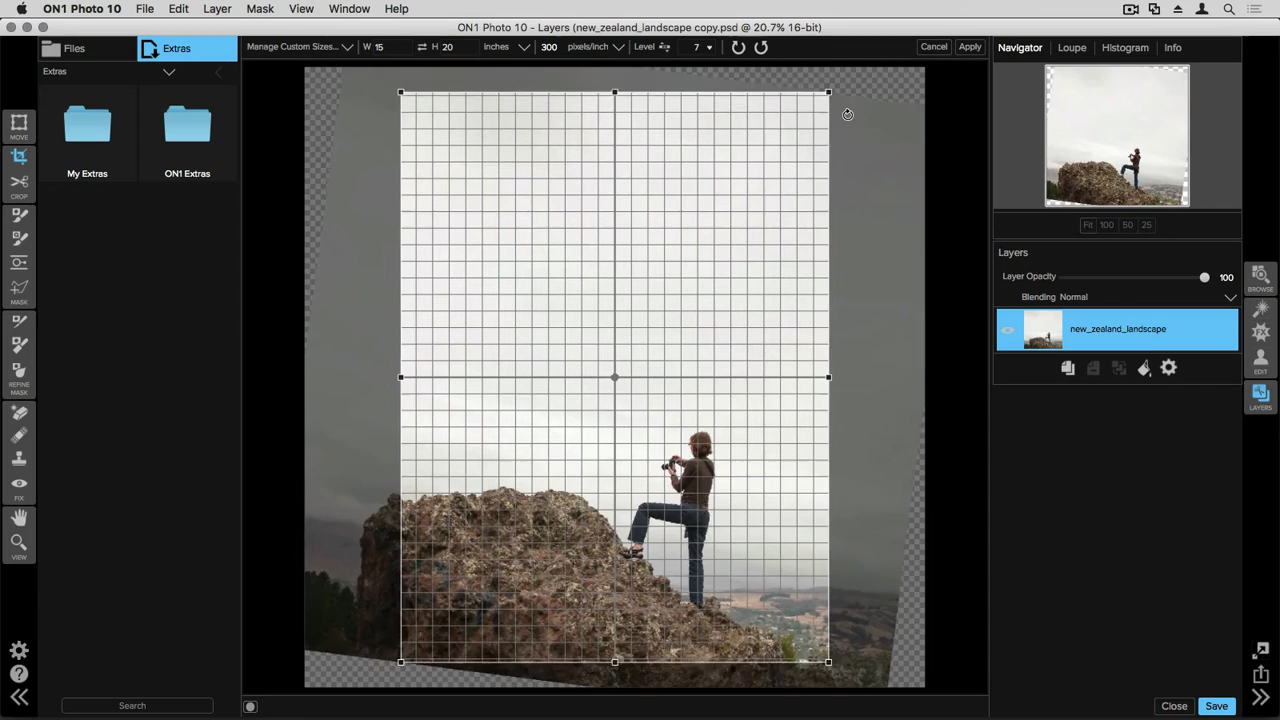 ON1 Photo 10 File Edit Layer Mask View Window Help
ON1 Photo 10 - Layers (new_zealand_landscape copy.psd @ 20.7% 16-bit)
Files Extras Manage Custom Sizes... W 15 H 20 inches 300 pixels/inch Level 7 Cancel Apply Navigator Loupe Histogram Info
Extras
MOVE
My Extras ON1 Extras
CROP
Fit 100 50 25
Layers
Layer Opacity 100
BROWSE
MASK
Blending Normal
FX
new_zealand_landscape
EDIT
REFINE
MASK
LAYERS
FIX
VIEW
Search
Close Save